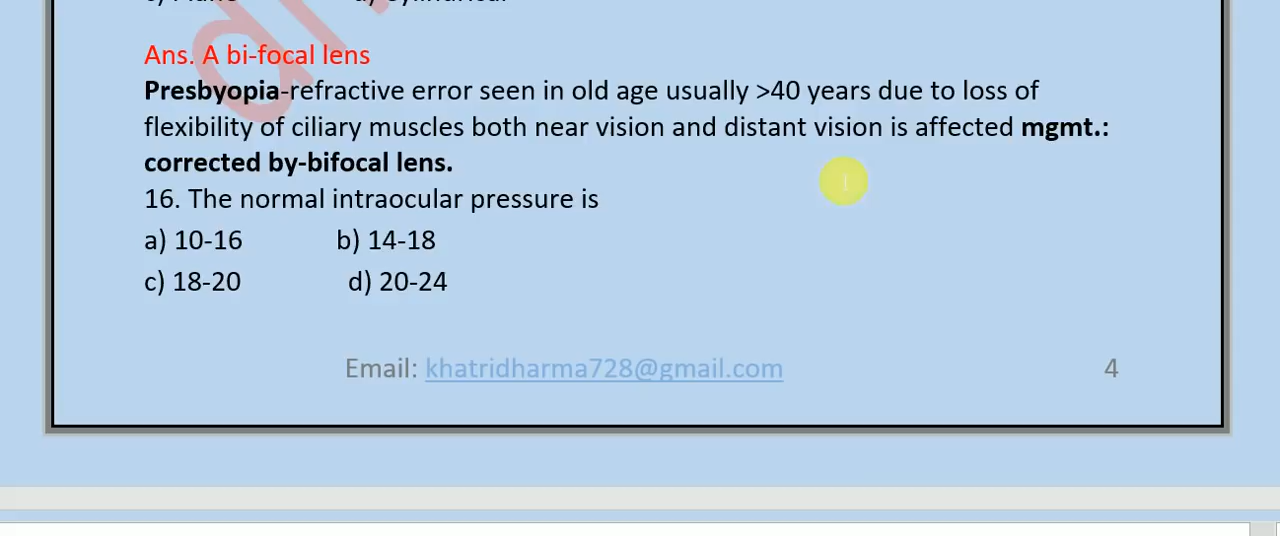 Ans. A bi-focal lens
Presbyopia-refractive error seen in old age usually >40 years due to loss of
flexibility of ciliary muscles both near vision and distant vision is affected mgmt.:
corrected by-bifocal lens.
16. The normal intraocular pressure is
a) 10-16 b) 14-18
c) 18-20 d) 20-24
Email: khatridharma728@gmail.com 4